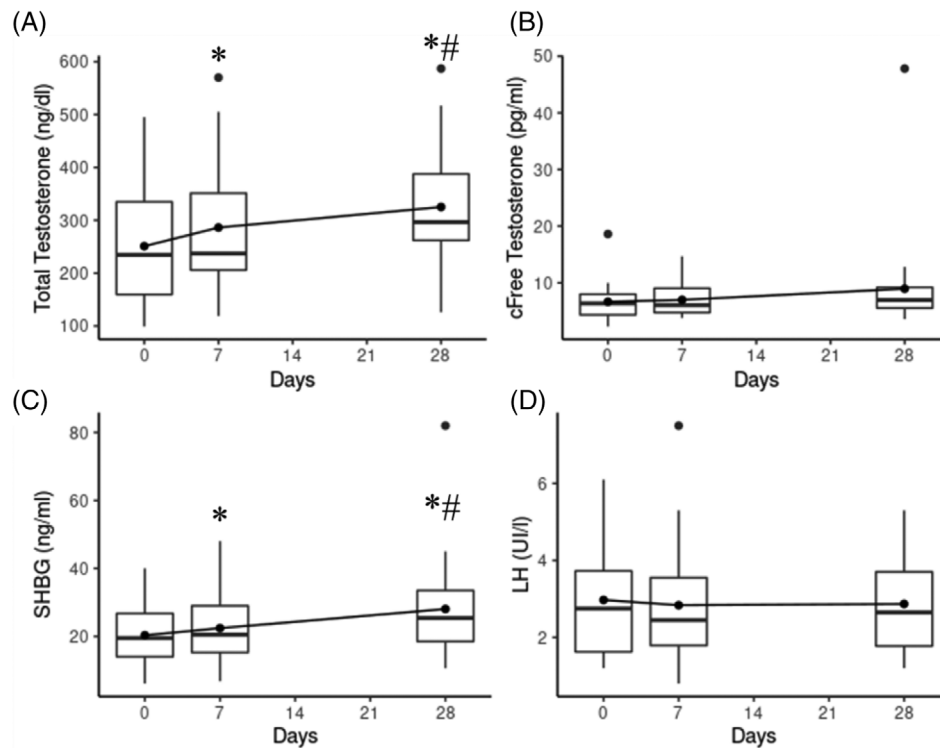 (A)
Total Testosterone (ng/dl)
600
500
400
300
200
100
*
*#
0 7 14 21 28
Days
(B)
cFree Testosterone (pg/ml)
50
40
30
20
10
0 7 14 21 28
Days
(C)
SHBG (ng/ml)
80
60
40
20
*
*#
0 7 14 21 28
Days
(D)
LH (UI/l)
6
4
2
0 7 14 21 28
Days